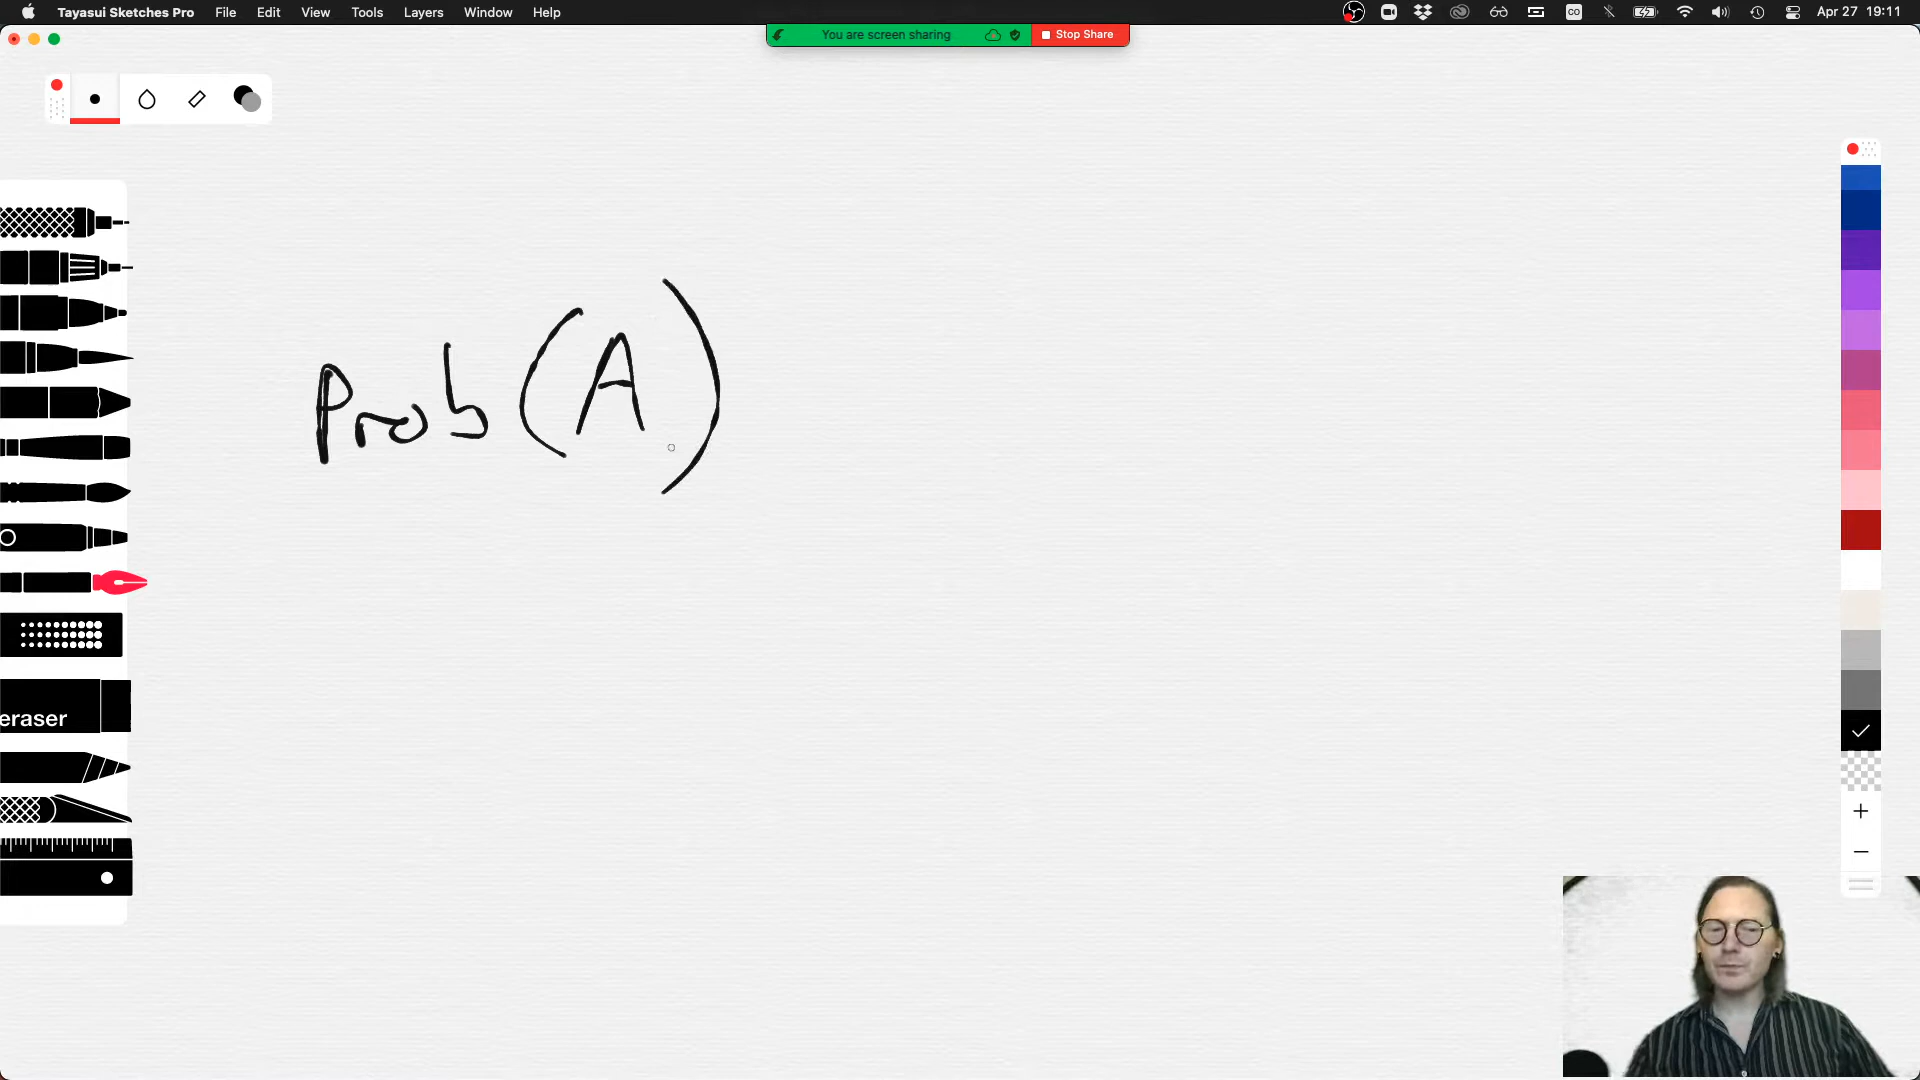 Tayasui Sketches Pro File Edit View Tools Layers Window Help
CO
Apr 27 19:11
You are screen sharing
Stop Share
Prob (A)
eraser